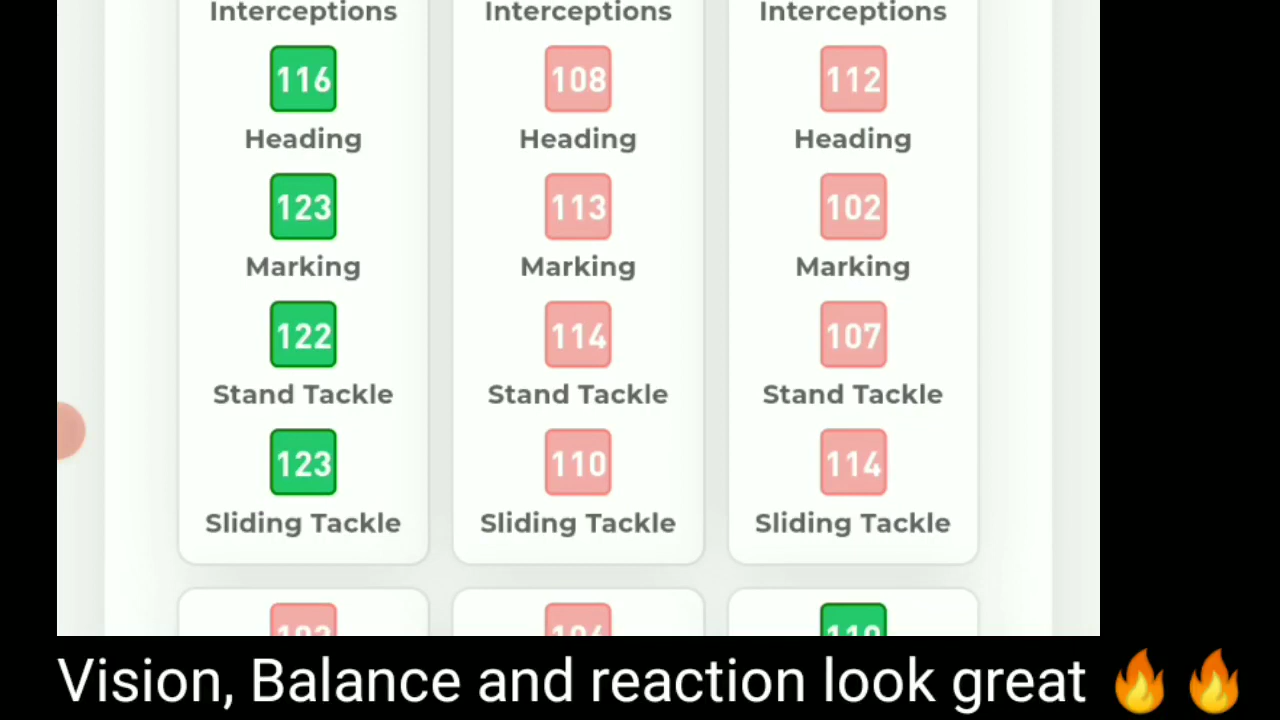 Interceptions Interceptions Interceptions
116 108 112
Heading Heading Heading
123 113 102
Marking Marking Marking
122 114 107
Stand Tackle Stand Tackle Stand Tackle
123 110 114
Sliding Tackle Sliding Tackle Sliding Tackle
Vision, Balance and reaction look great 🔥🔥